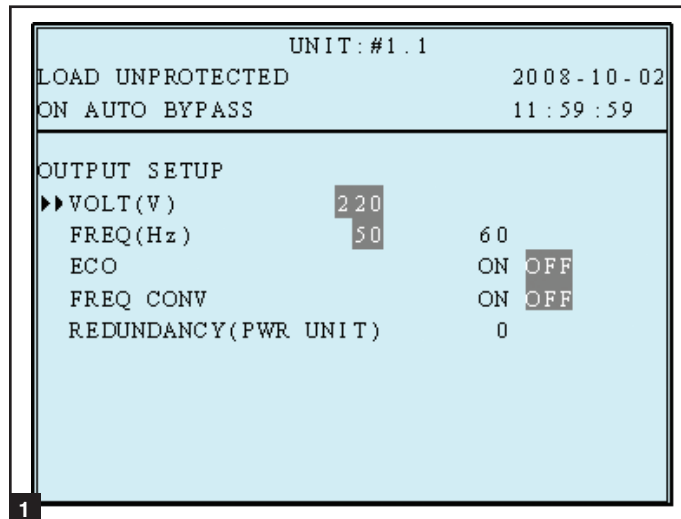 UNIT:#1.1
LOAD UNPROTECTED 2008-10-02
ON AUTO BYPASS 11:59:59
OUTPUT SETUP
VOLT(V) 220
FREQ(Hz) 50 60
ECO ON OFF
FREQ CONV ON OFF
REDUNDANCY(PWR UNIT) 0
1